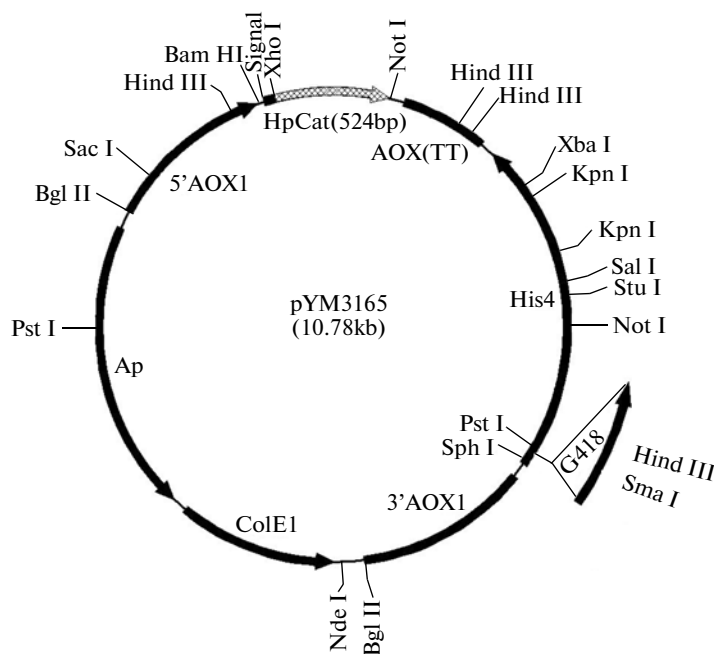 Bam HI
Signal
Xho I
Not I
Hind III
Hind III
Hind III
HpCat(524bp)
AOX(TT)
Sac I
5'AOX1
Bgl II
Xba I
Kpn I
Kpn I
Sal I
Stu I
His4
Not I
pYM3165
(10.78kb)
Pst I
Ap
Pst I
Sph I
G418
Hind III
Sma I
3'AOX1
ColE1
Nde I
Bgl II